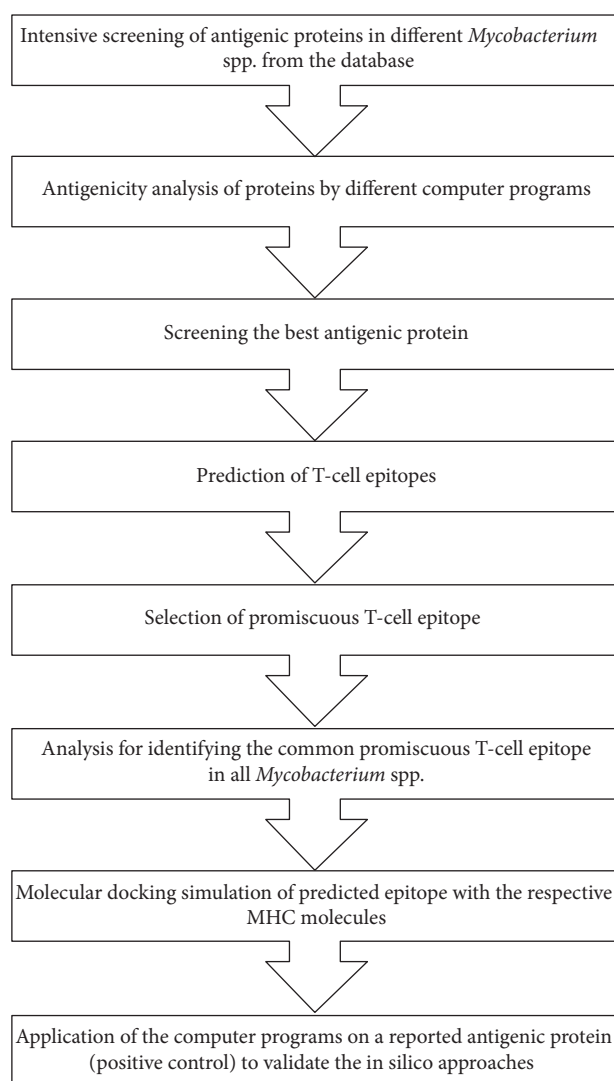 Intensive screening of antigenic proteins in different Mycobacterium
spp. from the database
Antigenicity analysis of proteins by different computer programs
Screening the best antigenic protein
Prediction of T-cell epitopes
Selection of promiscuous T-cell epitope
Analysis for identifying the common promiscuous T-cell epitope
in all Mycobacterium spp.
Molecular docking simulation of predicted epitope with the respective
MHC molecules
Application of the computer programs on a reported antigenic protein
(positive control) to validate the in silico approaches